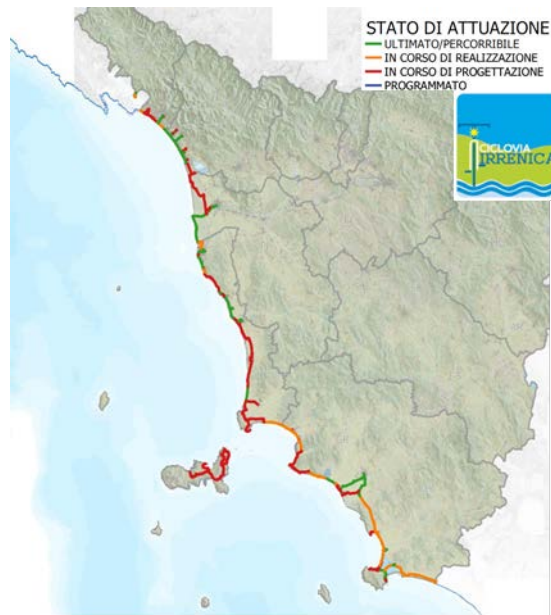 STATO DI ATTUAZIONE
ULTIMATO/PERCORRIBILE
IN CORSO DI REALIZZAZIONE
IN CORSO DI PROGETTAZIONE
PROGRAMMATO
CICLOVIA
TIRRENICA